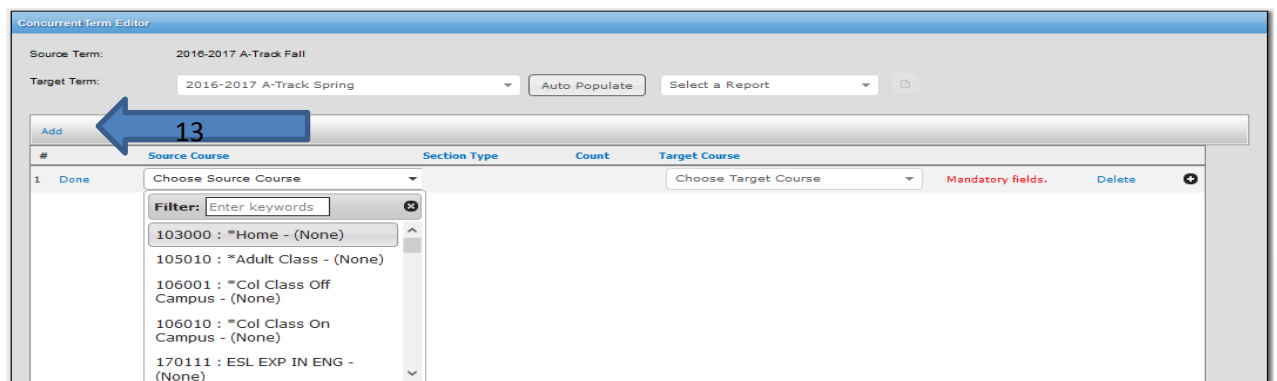 Concurrent Term Editor
Source Term: 2016-2017 A-Track Fall
Target Term: 2016-2017 A-Track Spring Auto Populate Select a Report
Add 13
# Source Course Section Type Count Target Course
1 Done Choose Source Course Choose Target Course Mandatory fields. Delete
Filter: Enter keywords
103000 : *Home - (None)
105010 : *Adult Class - (None)
106001 : *Col Class Off
Campus - (None)
106010 : *Col Class On
Campus - (None)
170111 : ESL EXP IN ENG -
(None)